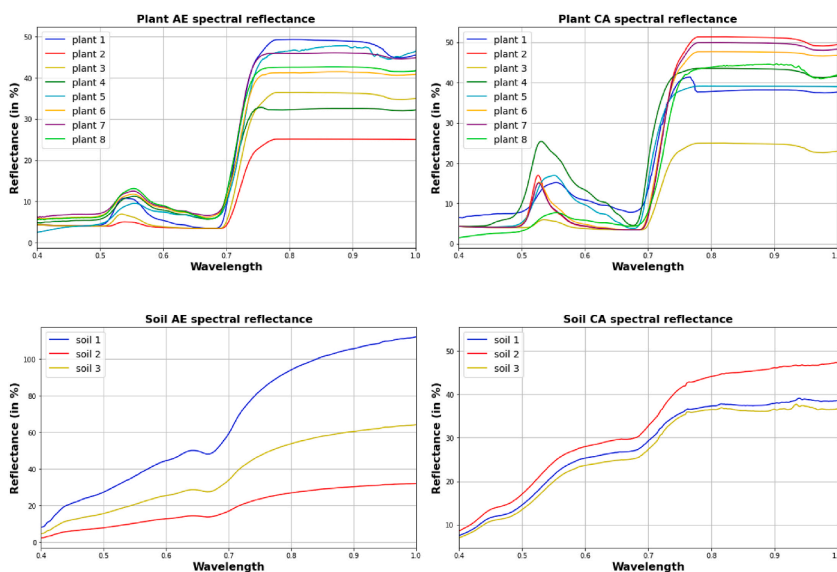 Plant AE spectral reflectance
Reflectance (in %)
50
40
30
20
10
0
plant 1
plant 2
plant 3
plant 4
plant 5
plant 6
plant 7
plant 8
0.4 0.5 0.6 0.7 0.8 0.9 1.0
Wavelength
Plant CA spectral reflectance
Reflectance (in %)
50
40
30
20
10
0
plant 1
plant 2
plant 3
plant 4
plant 5
plant 6
plant 7
plant 8
0.4 0.5 0.6 0.7 0.8 0.9 1.0
Wavelength
Soil AE spectral reflectance
Reflectance (in %)
100
80
60
40
20
0
soil 1
soil 2
soil 3
0.4 0.5 0.6 0.7 0.8 0.9 1.0
Wavelength
Soil CA spectral reflectance
Reflectance (in %)
50
40
30
20
10
soil 1
soil 2
soil 3
0.4 0.5 0.6 0.7 0.8 0.9 1.0
Wavelength